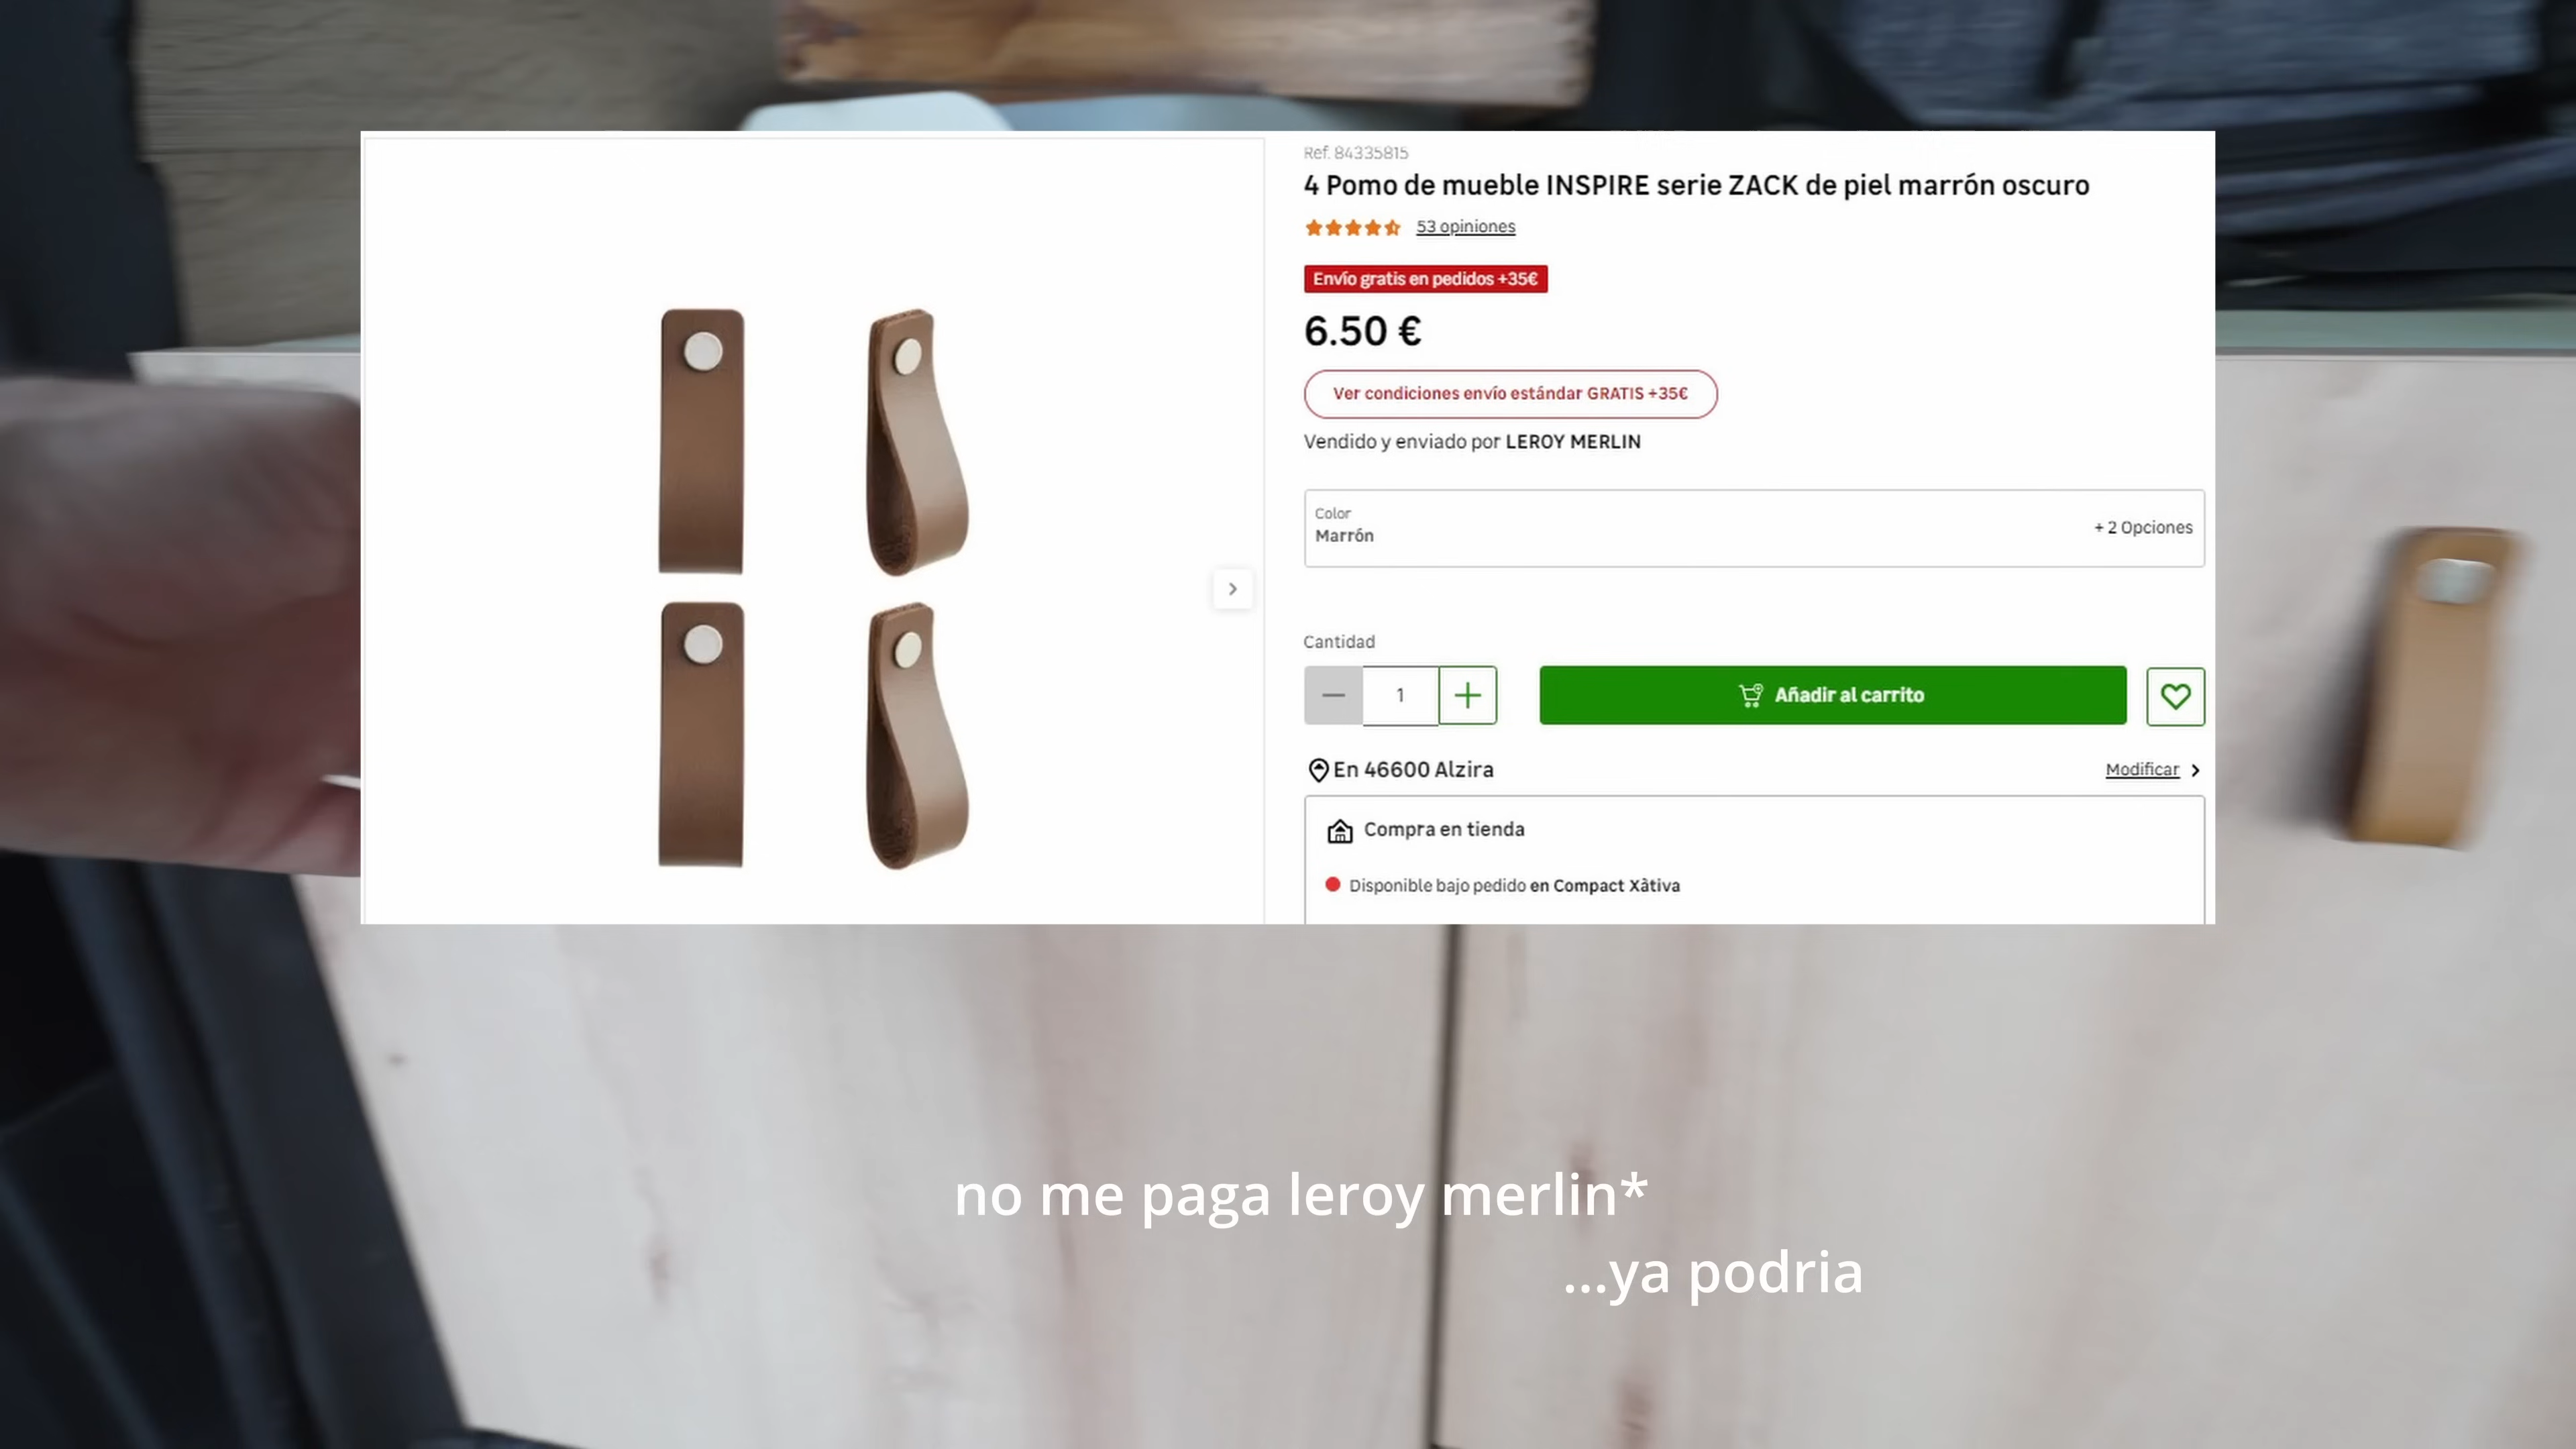 Ref. 84335815
4 Pomo de mueble INSPIRE serie ZACK de piel marrón oscuro
53 opiniones
Envío gratis en pedidos +35€
6.50 €
Ver condiciones envío estándar GRATIS +35€
Vendido y enviado por LEROY MERLIN
Color
Marrón
+ 2 Opciones
Cantidad
1
Añadir al carrito
En 46600 Alzira
Modificar
Compra en tienda
Disponible bajo pedido en Compact Xàtiva
no me paga leroy merlin*
...ya podria